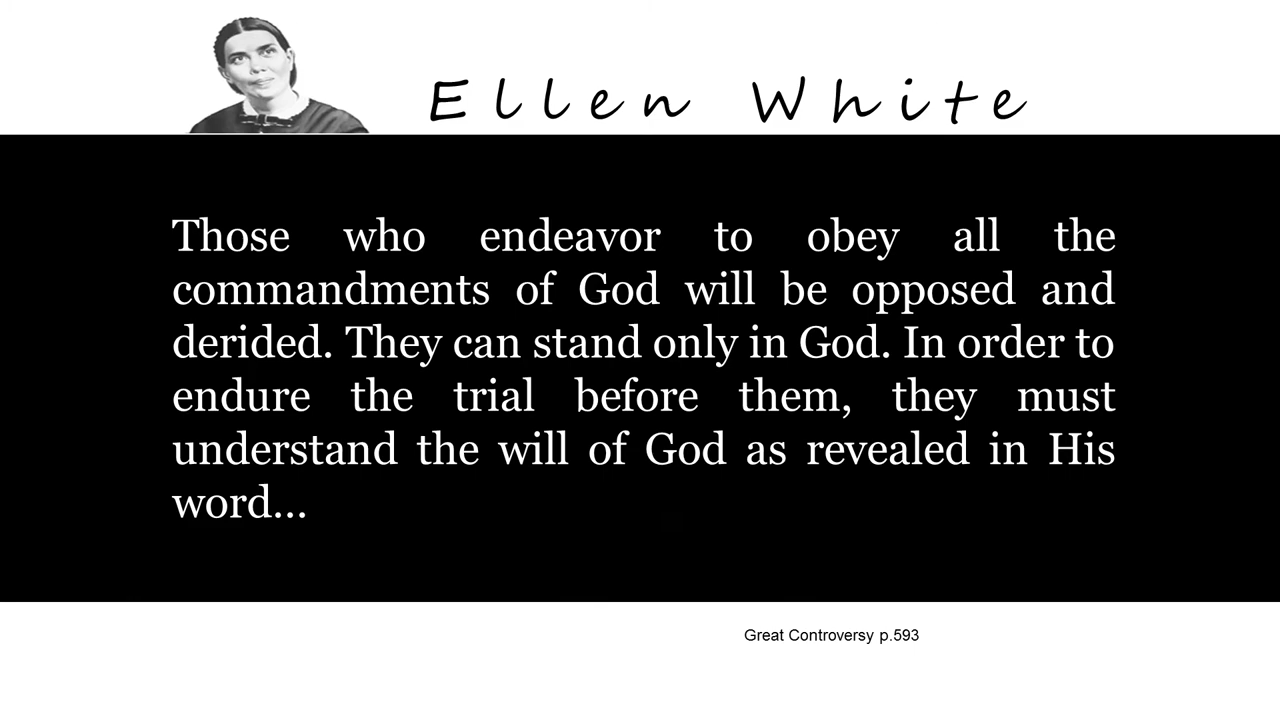 Ellen White
Those who endeavor to obey all the
commandments of God will be opposed and
derided. They can stand only in God. In order to
endure the trial before them, they must
understand the will of God as revealed in His
word...
Great Controversy p.593